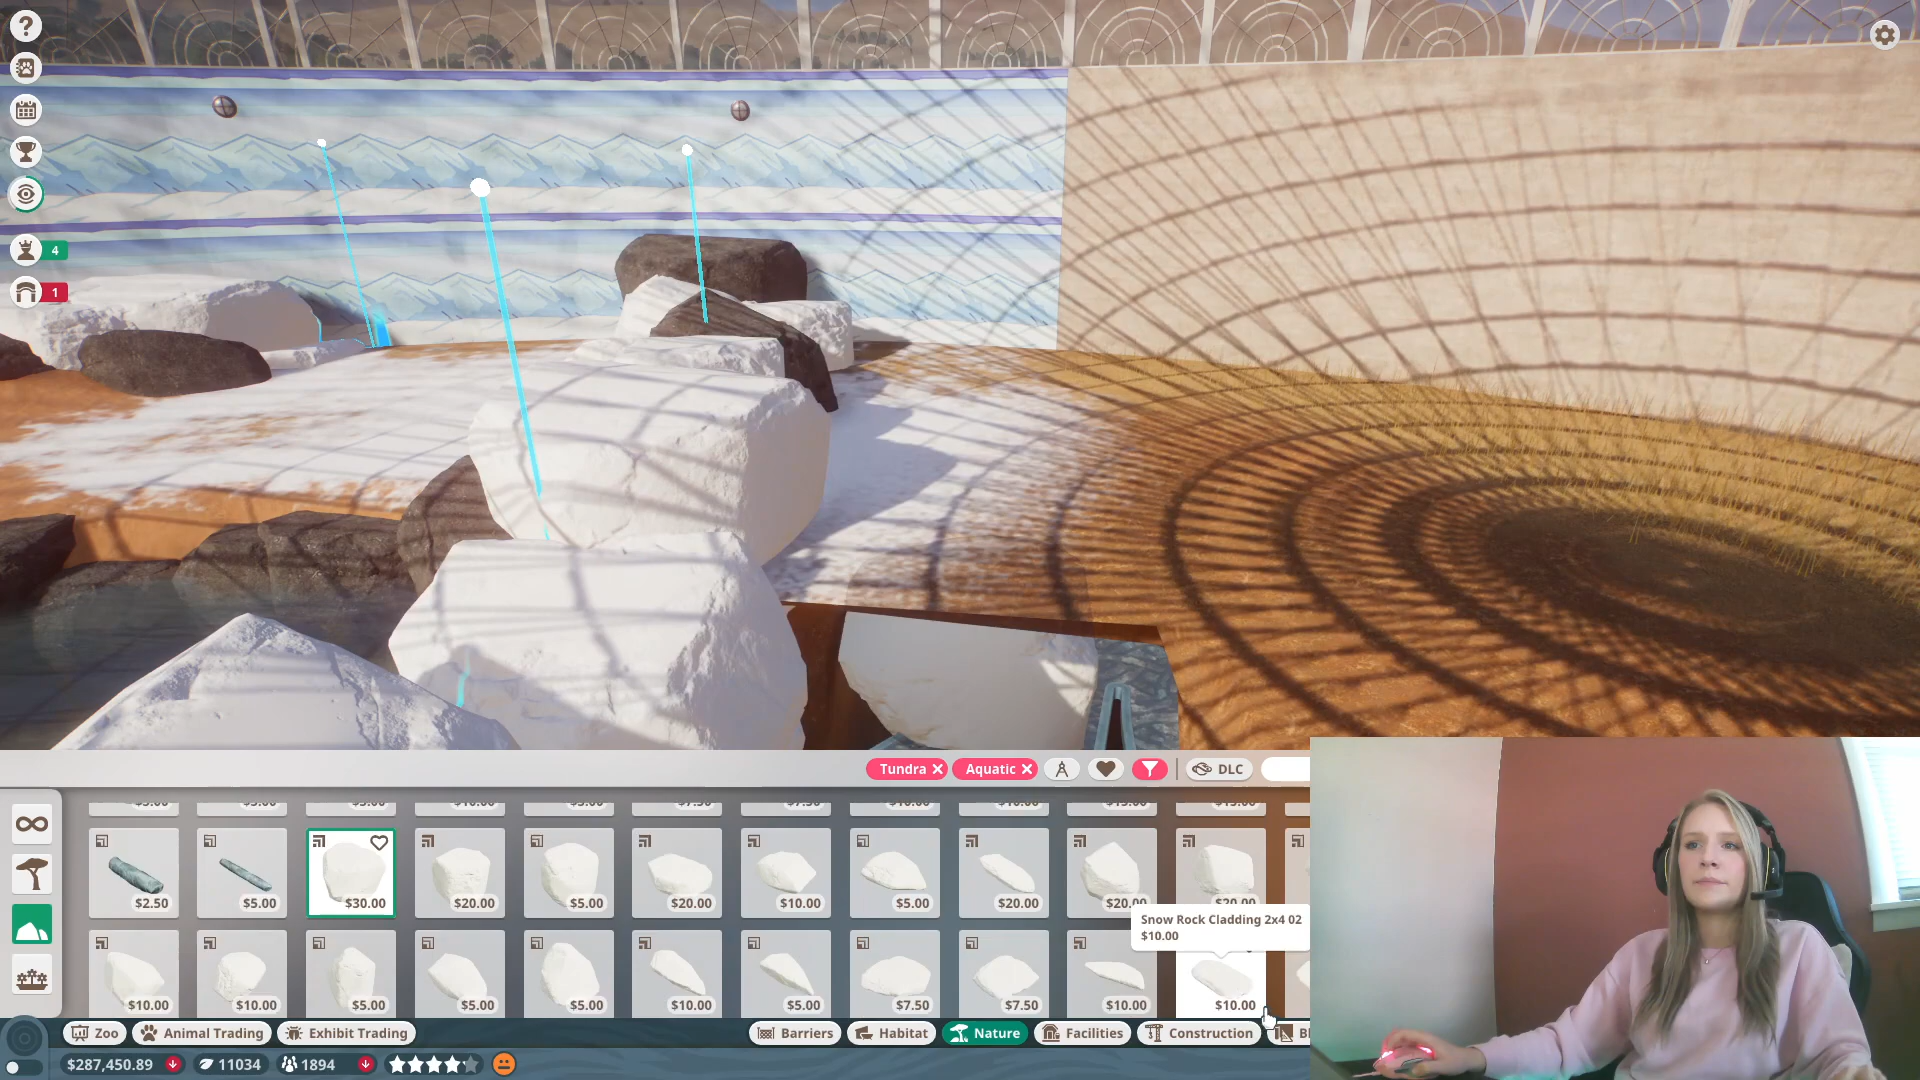 ?
4
1
Tundra ✕ Aquatic ✕ DLC
$2.50 $5.00 $30.00 $20.00 $5.00 $20.00 $10.00 $5.00 $20.00 $20.00 $20.00
Snow Rock Cladding 2x4 02
$10.00
$10.00 $10.00 $5.00 $5.00 $5.00 $10.00 $5.00 $7.50 $7.50 $10.00 $10.00
Zoo Animal Trading Exhibit Trading Barriers Habitat Nature Facilities Construction
$287,450.89 11034 1894